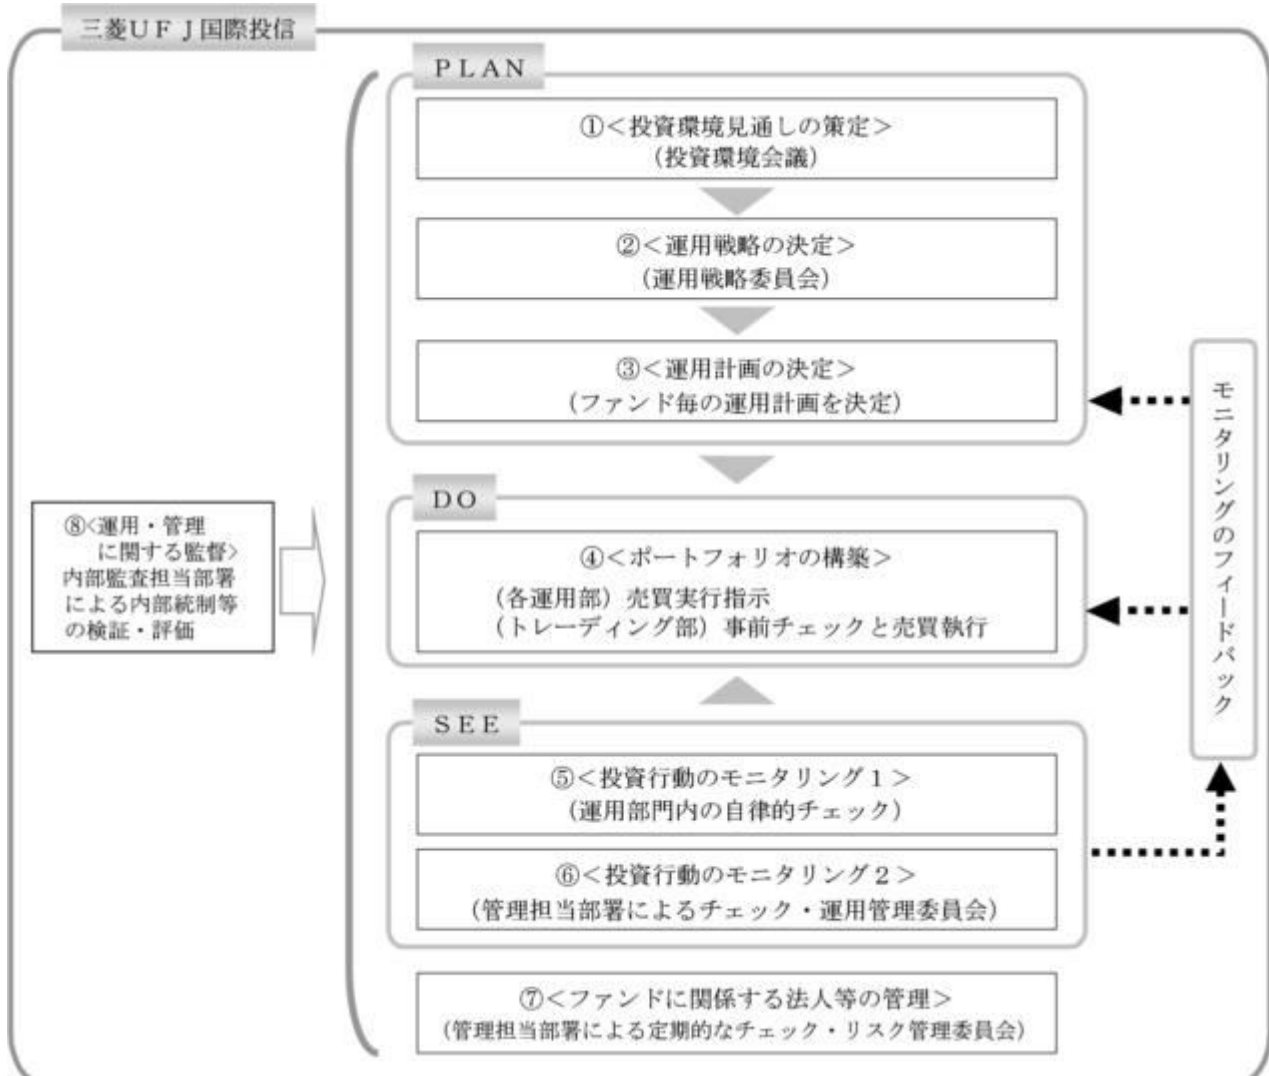 三菱ＵＦＪ国際投信
ＰＬＡＮ
①＜投資環境見通しの策定＞
（投資環境会議）
②＜運用戦略の決定＞
（運用戦略委員会）
③＜運用計画の決定＞
（ファンド毎の運用計画を決定）
ＤＯ
④＜ポートフォリオの構築＞
（各運用部）売買実行指示
（トレーディング部）事前チェックと売買執行
ＳＥＥ
⑤＜投資行動のモニタリング１＞
（運用部門内の自律的チェック）
⑥＜投資行動のモニタリング２＞
（管理担当部署によるチェック・運用管理委員会）
⑦＜ファンドに関係する法人等の管理＞
（管理担当部署による定期的なチェック・リスク管理委員会）
⑧<運用・管理
に関する監督>
内部監査担当部署
による内部統制等
の検証・評価
モニタリングのフィードバック